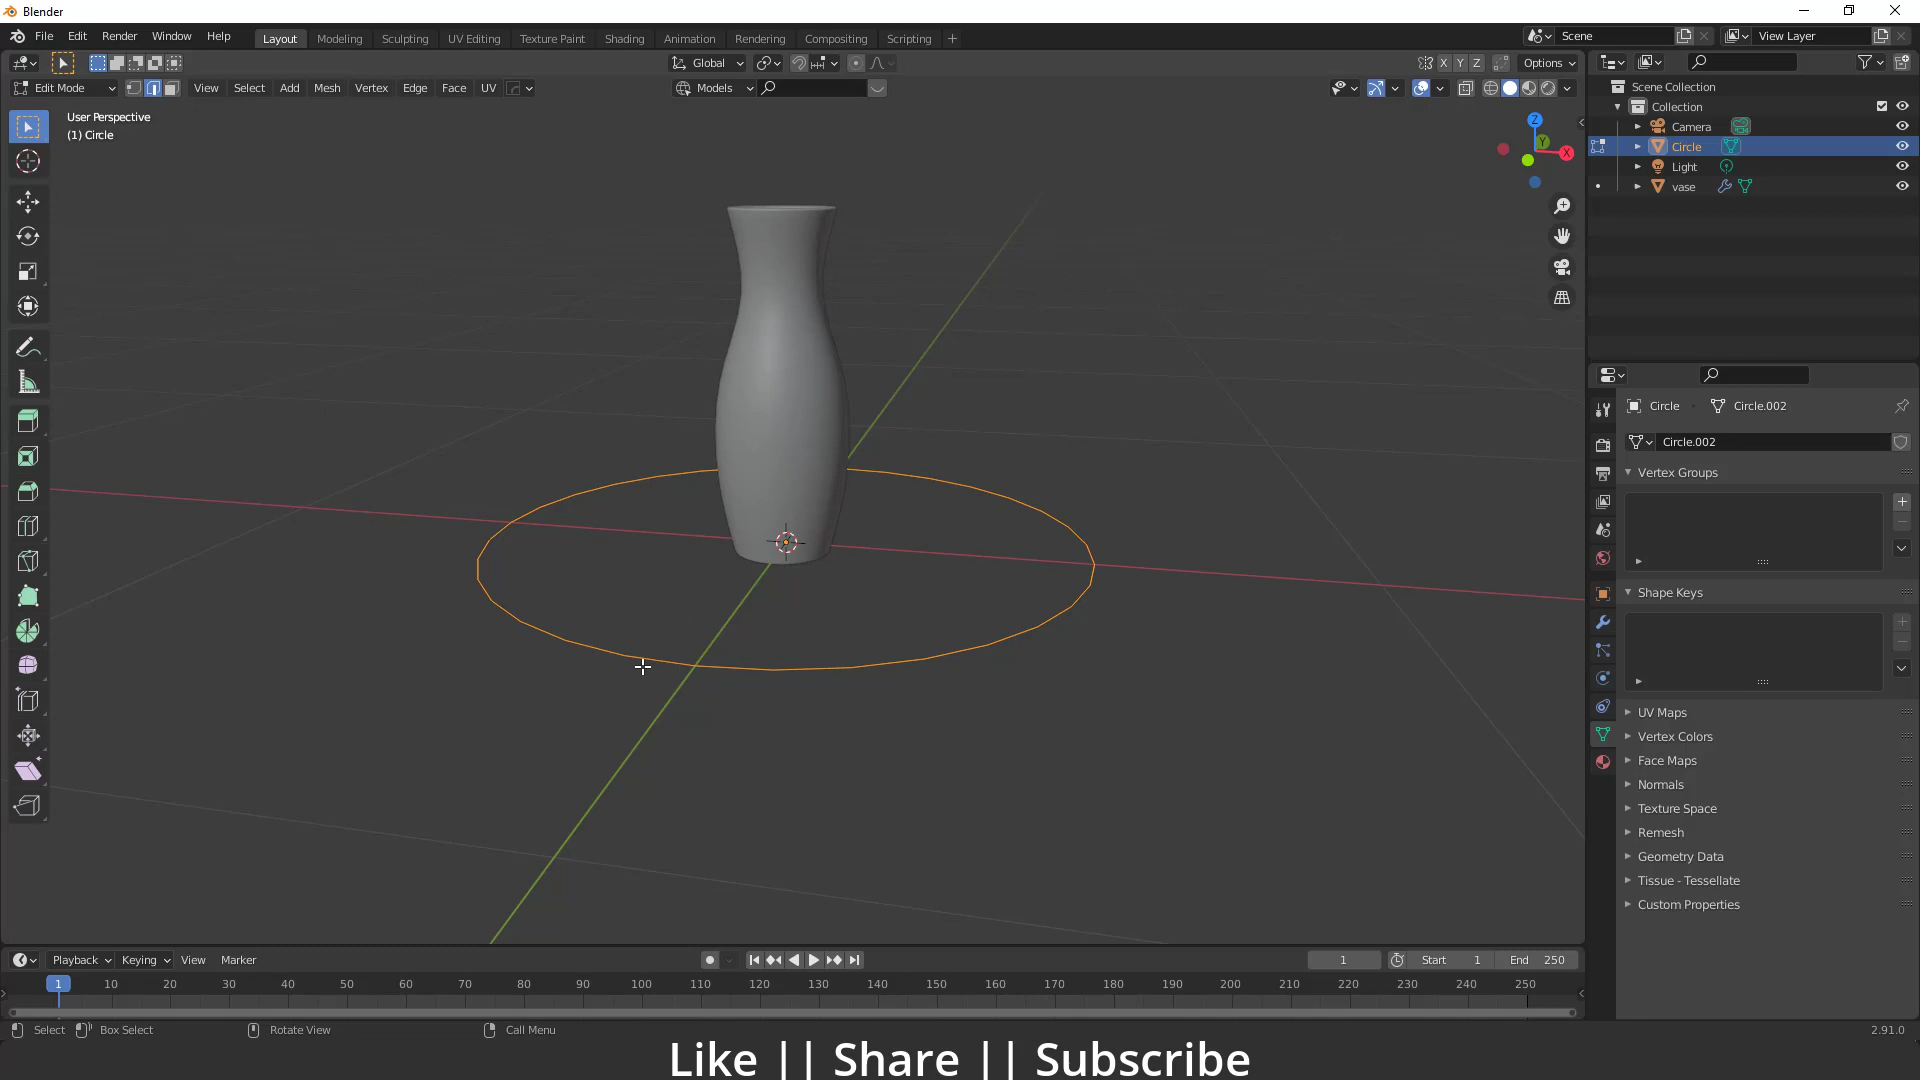 Blender
File Edit Render Window Help Layout Modeling Sculpting UV Editing Texture Paint Shading Animation Rendering Compositing Scripting + Scene View Layer
Global X Y Z Options
Edit Mode View Select Add Mesh Vertex Edge Face UV Models
User Perspective
(1) Circle
Z
Y
X
Scene Collection
Collection
Camera
Circle
Light
vase
Circle Circle.002
Circle.002
Vertex Groups
Shape Keys
UV Maps
Vertex Colors
Face Maps
Normals
Texture Space
Remesh
Geometry Data
Tissue - Tessellate
Custom Properties
Playback Keying View Marker 1 Start 1 End 250
1 10 20 30 40 50 60 70 80 90 100 110 120 130 140 150 160 170 180 190 200 210 220 230 240 250
Select Box Select Rotate View Call Menu 2.91.0
Like || Share || Subscribe